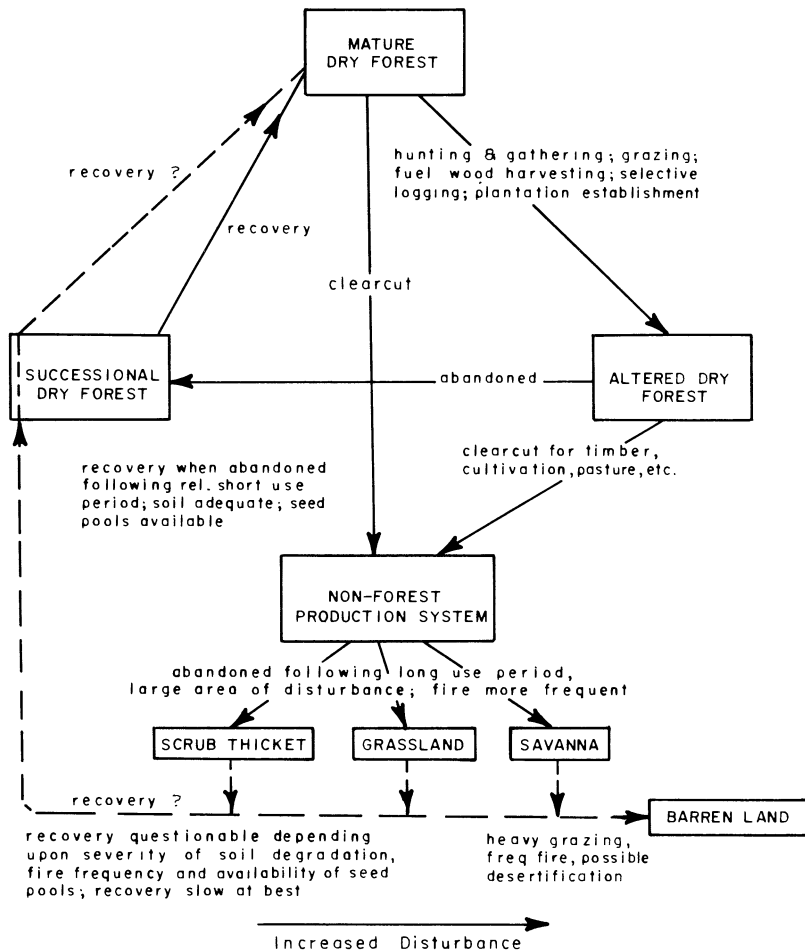 MATURE
DRY FOREST
hunting & gathering; grazing;
fuel wood harvesting; selective
logging; plantation establishment
recovery ?
recovery
clearcut
SUCCESSIONAL
DRY FOREST
abandoned
ALTERED DRY
FOREST
clearcut for timber,
cultivation, pasture, etc.
recovery when abandoned
following rel. short use
period; soil adequate; seed
pools available
NON-FOREST
PRODUCTION SYSTEM
abandoned following long use period,
large area of disturbance; fire more frequent
SCRUB THICKET
GRASSLAND
SAVANNA
recovery ?
BARREN LAND
recovery questionable depending
upon severity of soil degradation,
fire frequency and availability of seed
pools; recovery slow at best
heavy grazing,
freq fire, possible
desertification
Increased Disturbance